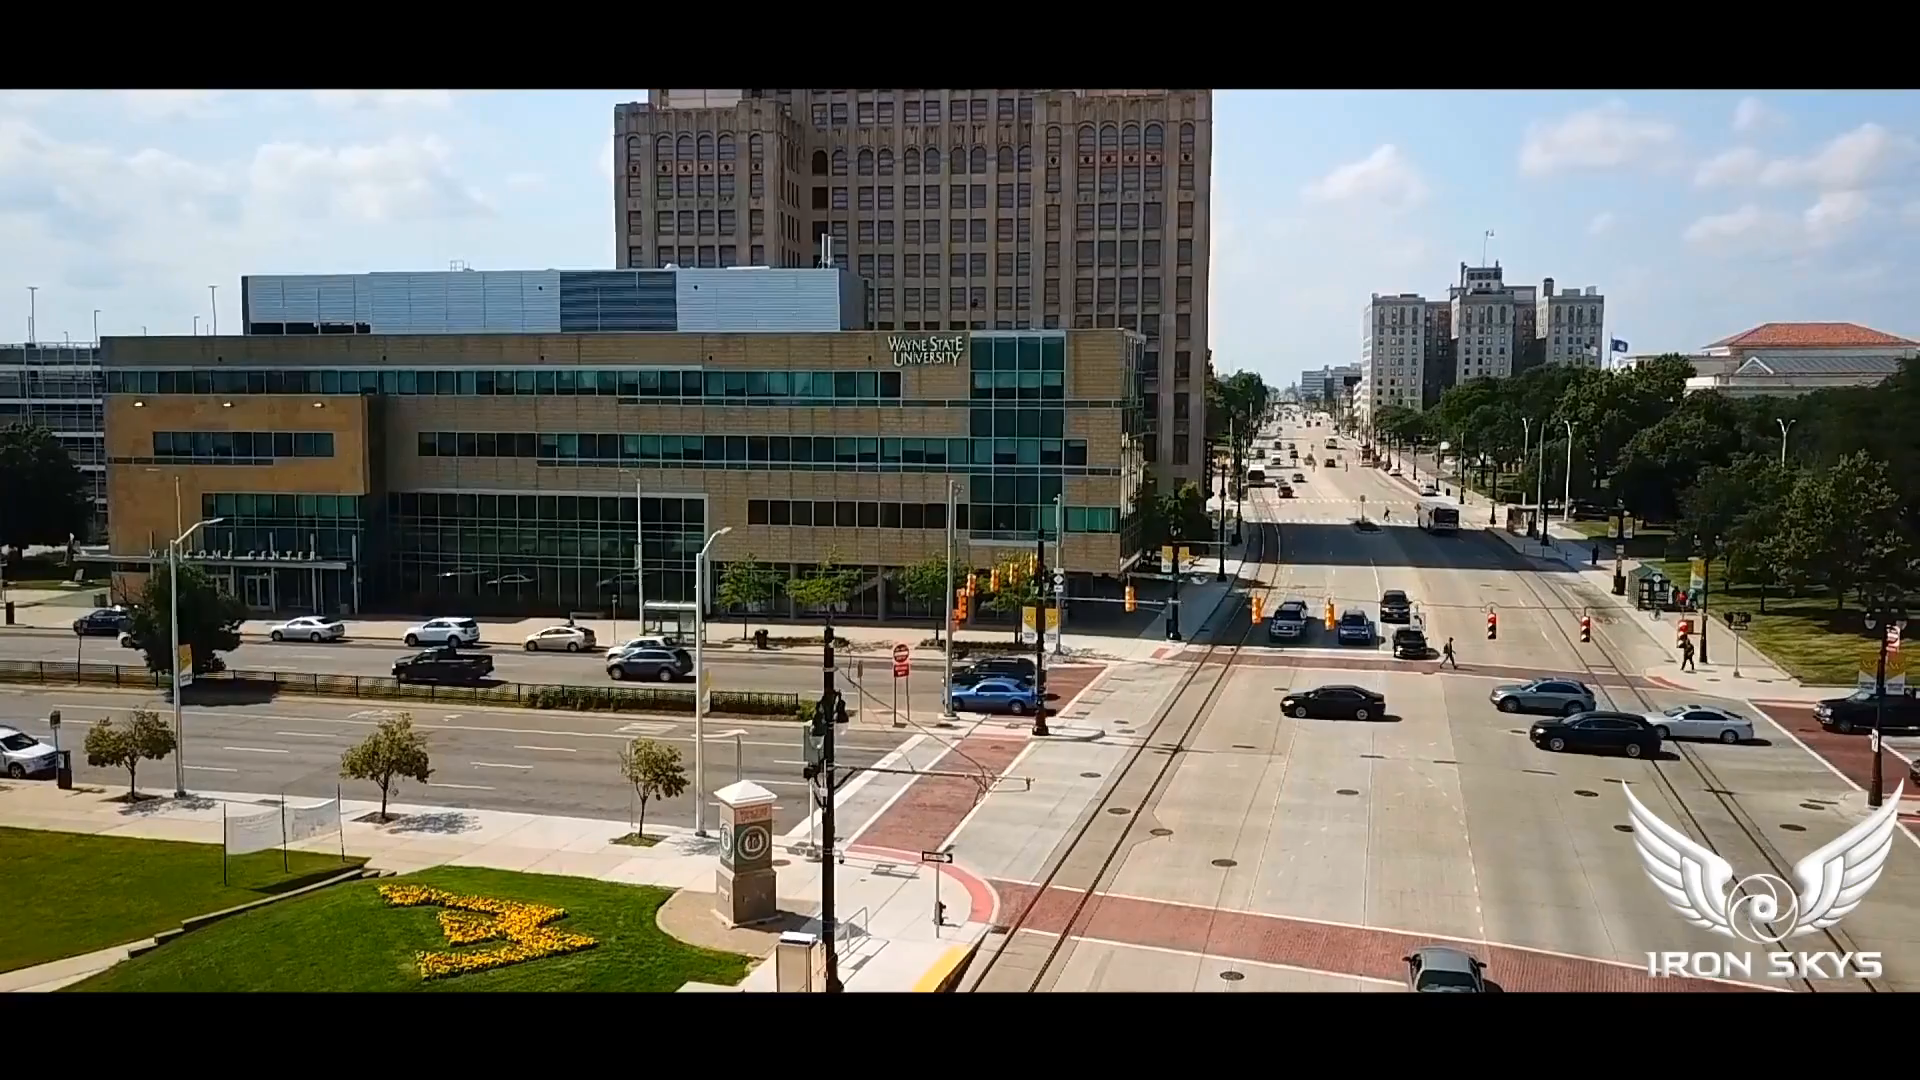 WAYNE STATE
UNIVERSITY
WELCOME CENTER
IRON SKYS